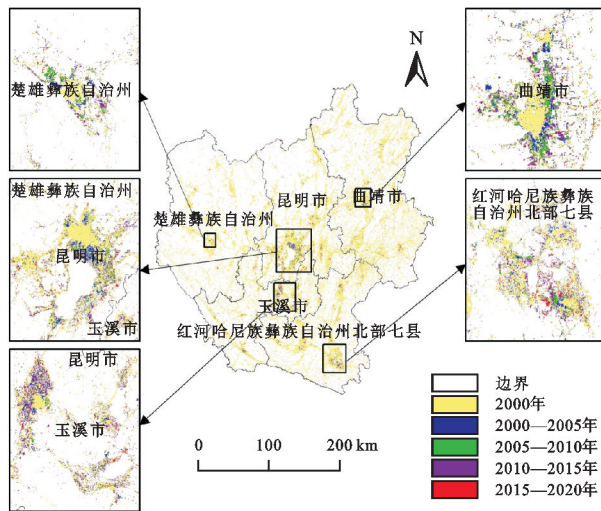 楚雄彝族自治州
N
曲靖市
楚雄彝族自治州
昆明市
玉溪市
昆明市
曲靖市
楚雄彝族自治州
玉溪市
红河哈尼族彝族自治州北部七县
红河哈尼族彝族
自治州北部七县
昆明市
玉溪市
0
200 km
边界
2000年
2000—2005年
2005—2010年
2010—2015年
2015—2020年